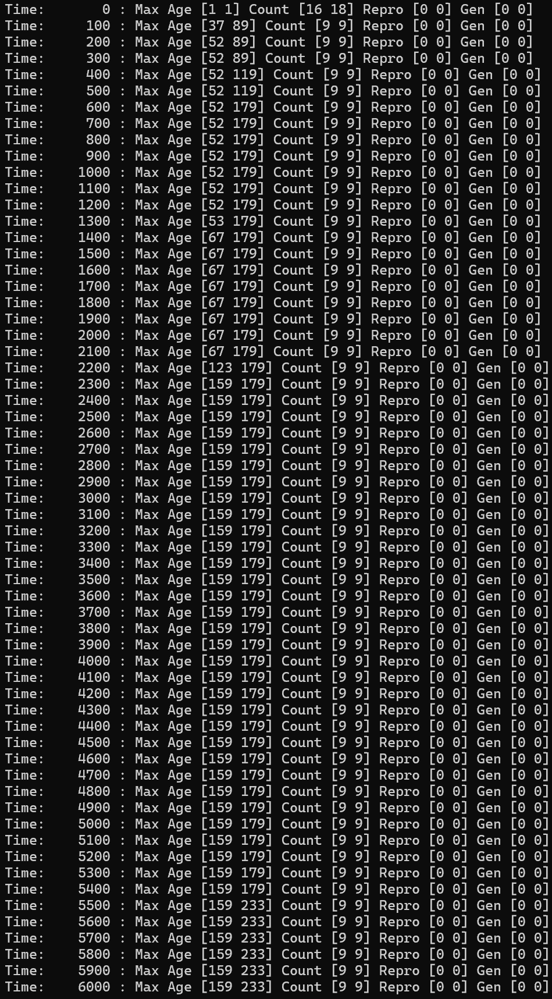 Time:       0 : Max Age [1 1] Count [16 18] Repro [0 0] Gen [0 0]
Time:     100 : Max Age [37 89] Count [9 9] Repro [0 0] Gen [0 0]
Time:     200 : Max Age [52 89] Count [9 9] Repro [0 0] Gen [0 0]
Time:     300 : Max Age [52 89] Count [9 9] Repro [0 0] Gen [0 0]
Time:     400 : Max Age [52 119] Count [9 9] Repro [0 0] Gen [0 0]
Time:     500 : Max Age [52 119] Count [9 9] Repro [0 0] Gen [0 0]
Time:     600 : Max Age [52 179] Count [9 9] Repro [0 0] Gen [0 0]
Time:     700 : Max Age [52 179] Count [9 9] Repro [0 0] Gen [0 0]
Time:     800 : Max Age [52 179] Count [9 9] Repro [0 0] Gen [0 0]
Time:     900 : Max Age [52 179] Count [9 9] Repro [0 0] Gen [0 0]
Time:    1000 : Max Age [52 179] Count [9 9] Repro [0 0] Gen [0 0]
Time:    1100 : Max Age [52 179] Count [9 9] Repro [0 0] Gen [0 0]
Time:    1200 : Max Age [52 179] Count [9 9] Repro [0 0] Gen [0 0]
Time:    1300 : Max Age [53 179] Count [9 9] Repro [0 0] Gen [0 0]
Time:    1400 : Max Age [67 179] Count [9 9] Repro [0 0] Gen [0 0]
Time:    1500 : Max Age [67 179] Count [9 9] Repro [0 0] Gen [0 0]
Time:    1600 : Max Age [67 179] Count [9 9] Repro [0 0] Gen [0 0]
Time:    1700 : Max Age [67 179] Count [9 9] Repro [0 0] Gen [0 0]
Time:    1800 : Max Age [67 179] Count [9 9] Repro [0 0] Gen [0 0]
Time:    1900 : Max Age [67 179] Count [9 9] Repro [0 0] Gen [0 0]
Time:    2000 : Max Age [67 179] Count [9 9] Repro [0 0] Gen [0 0]
Time:    2100 : Max Age [67 179] Count [9 9] Repro [0 0] Gen [0 0]
Time:    2200 : Max Age [123 179] Count [9 9] Repro [0 0] Gen [0 0]
Time:    2300 : Max Age [159 179] Count [9 9] Repro [0 0] Gen [0 0]
Time:    2400 : Max Age [159 179] Count [9 9] Repro [0 0] Gen [0 0]
Time:    2500 : Max Age [159 179] Count [9 9] Repro [0 0] Gen [0 0]
Time:    2600 : Max Age [159 179] Count [9 9] Repro [0 0] Gen [0 0]
Time:    2700 : Max Age [159 179] Count [9 9] Repro [0 0] Gen [0 0]
Time:    2800 : Max Age [159 179] Count [9 9] Repro [0 0] Gen [0 0]
Time:    2900 : Max Age [159 179] Count [9 9] Repro [0 0] Gen [0 0]
Time:    3000 : Max Age [159 179] Count [9 9] Repro [0 0] Gen [0 0]
Time:    3100 : Max Age [159 179] Count [9 9] Repro [0 0] Gen [0 0]
Time:    3200 : Max Age [159 179] Count [9 9] Repro [0 0] Gen [0 0]
Time:    3300 : Max Age [159 179] Count [9 9] Repro [0 0] Gen [0 0]
Time:    3400 : Max Age [159 179] Count [9 9] Repro [0 0] Gen [0 0]
Time:    3500 : Max Age [159 179] Count [9 9] Repro [0 0] Gen [0 0]
Time:    3600 : Max Age [159 179] Count [9 9] Repro [0 0] Gen [0 0]
Time:    3700 : Max Age [159 179] Count [9 9] Repro [0 0] Gen [0 0]
Time:    3800 : Max Age [159 179] Count [9 9] Repro [0 0] Gen [0 0]
Time:    3900 : Max Age [159 179] Count [9 9] Repro [0 0] Gen [0 0]
Time:    4000 : Max Age [159 179] Count [9 9] Repro [0 0] Gen [0 0]
Time:    4100 : Max Age [159 179] Count [9 9] Repro [0 0] Gen [0 0]
Time:    4200 : Max Age [159 179] Count [9 9] Repro [0 0] Gen [0 0]
Time:    4300 : Max Age [159 179] Count [9 9] Repro [0 0] Gen [0 0]
Time:    4400 : Max Age [159 179] Count [9 9] Repro [0 0] Gen [0 0]
Time:    4500 : Max Age [159 179] Count [9 9] Repro [0 0] Gen [0 0]
Time:    4600 : Max Age [159 179] Count [9 9] Repro [0 0] Gen [0 0]
Time:    4700 : Max Age [159 179] Count [9 9] Repro [0 0] Gen [0 0]
Time:    4800 : Max Age [159 179] Count [9 9] Repro [0 0] Gen [0 0]
Time:    4900 : Max Age [159 179] Count [9 9] Repro [0 0] Gen [0 0]
Time:    5000 : Max Age [159 179] Count [9 9] Repro [0 0] Gen [0 0]
Time:    5100 : Max Age [159 179] Count [9 9] Repro [0 0] Gen [0 0]
Time:    5200 : Max Age [159 179] Count [9 9] Repro [0 0] Gen [0 0]
Time:    5300 : Max Age [159 179] Count [9 9] Repro [0 0] Gen [0 0]
Time:    5400 : Max Age [159 179] Count [9 9] Repro [0 0] Gen [0 0]
Time:    5500 : Max Age [159 233] Count [9 9] Repro [0 0] Gen [0 0]
Time:    5600 : Max Age [159 233] Count [9 9] Repro [0 0] Gen [0 0]
Time:    5700 : Max Age [159 233] Count [9 9] Repro [0 0] Gen [0 0]
Time:    5800 : Max Age [159 233] Count [9 9] Repro [0 0] Gen [0 0]
Time:    5900 : Max Age [159 233] Count [9 9] Repro [0 0] Gen [0 0]
Time:    6000 : Max Age [159 233] Count [9 9] Repro [0 0] Gen [0 0]